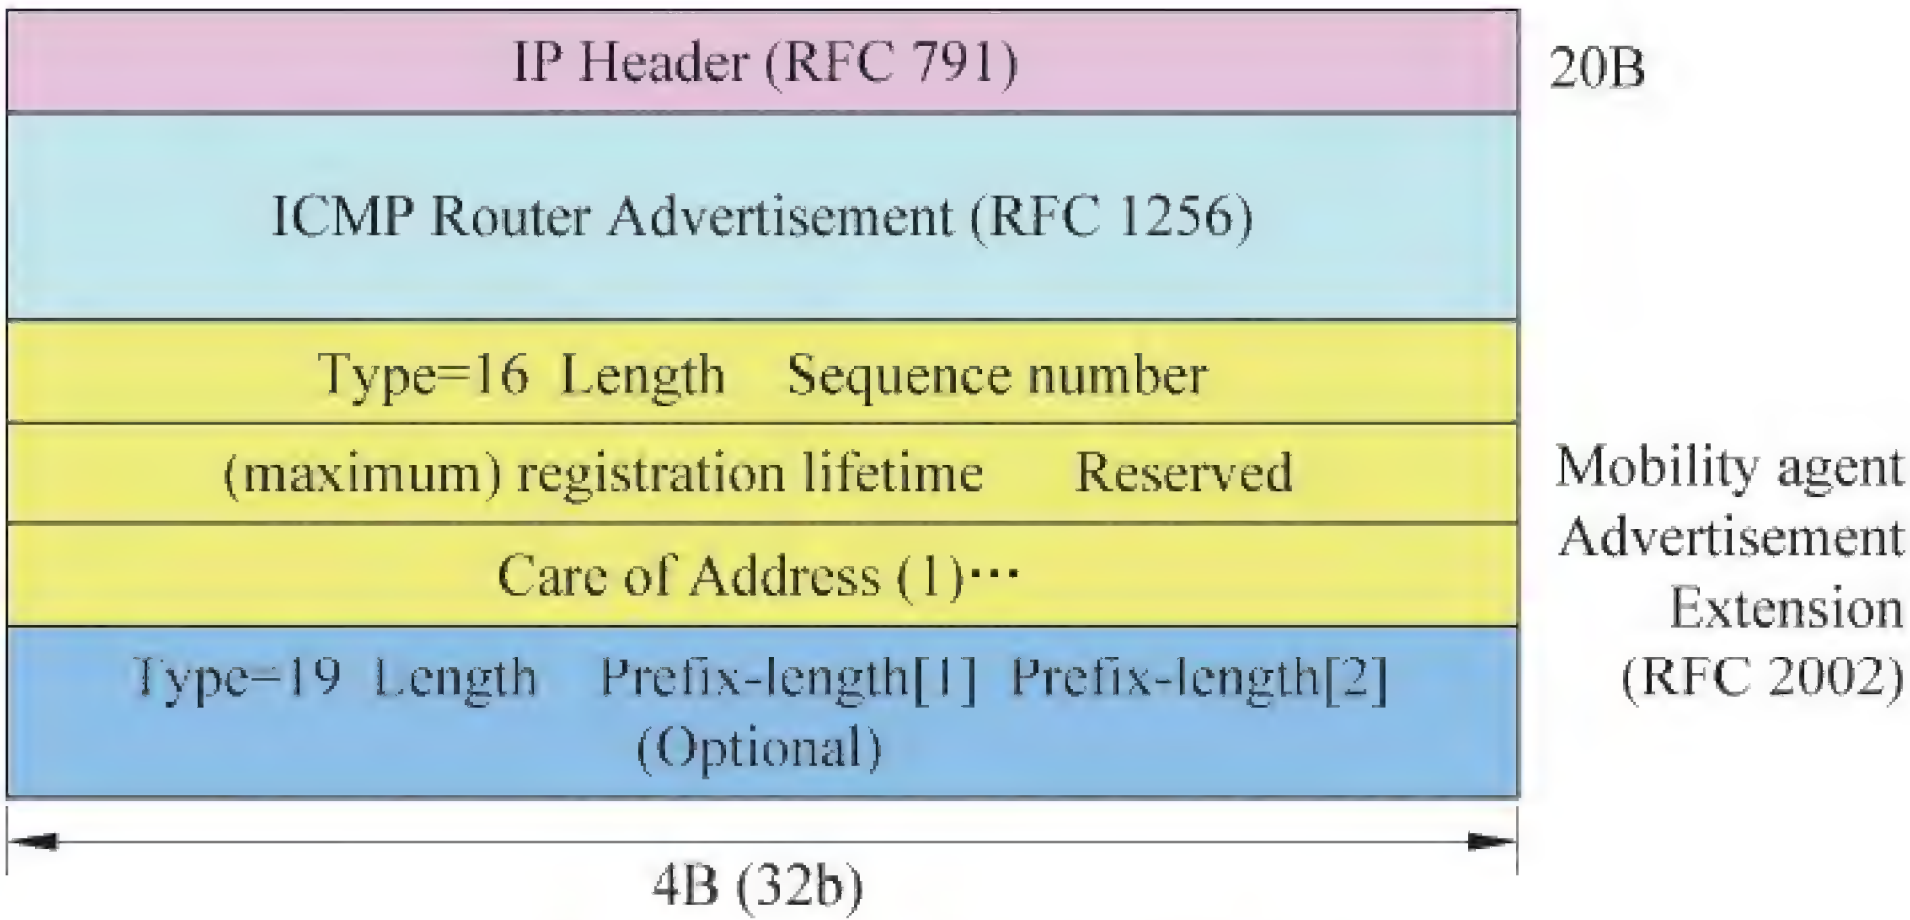 IP Header (RFC 791)
20B
ICMP Router Advertisement (RFC 1256)
Type=16 Length Sequence number
(maximum) registration lifetime Reserved
Care of Address (1)···
Type=19 Length Prefix-length[1] Prefix-length[2]
(Optional)
Mobility agent
Advertisement
Extension
(RFC 2002)
4B (32b)